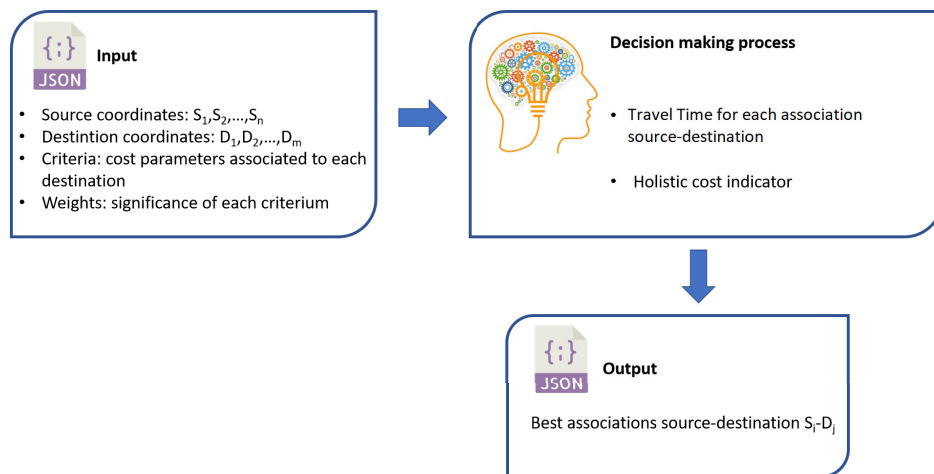 {;}
JSON
Input
• Source coordinates: S₁,S₂,...,Sₙ
• Destintion coordinates: D₁,D₂,...,Dₘ
• Criteria: cost parameters associated to each
destination
• Weights: significance of each criterium
Decision making process
• Travel Time for each association
source-destination
• Holistic cost indicator
{;}
JSON
Output
Best associations source-destination Sᵢ-Dⱼ